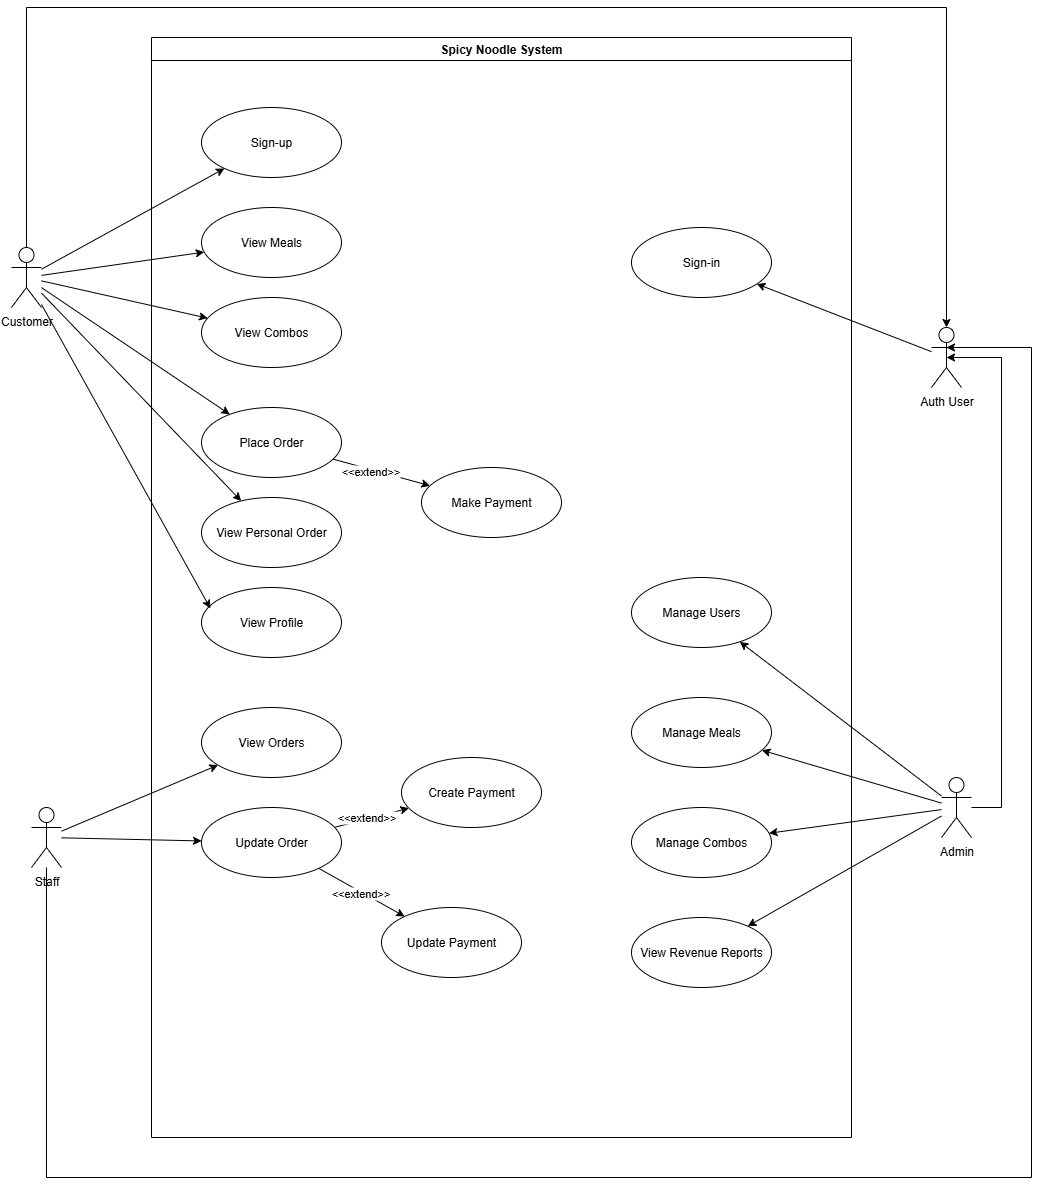 Spicy Noodle System
Sign-up
View Meals
Sign-in
Customer
View Combos
Auth User
Place Order
<<extend>>
Make Payment
View Personal Order
Manage Users
View Profile
View Orders
Manage Meals
Create Payment
<<extend>>
Staff
Update Order
Manage Combos
Admin
<<extend>>
Update Payment
View Revenue Reports